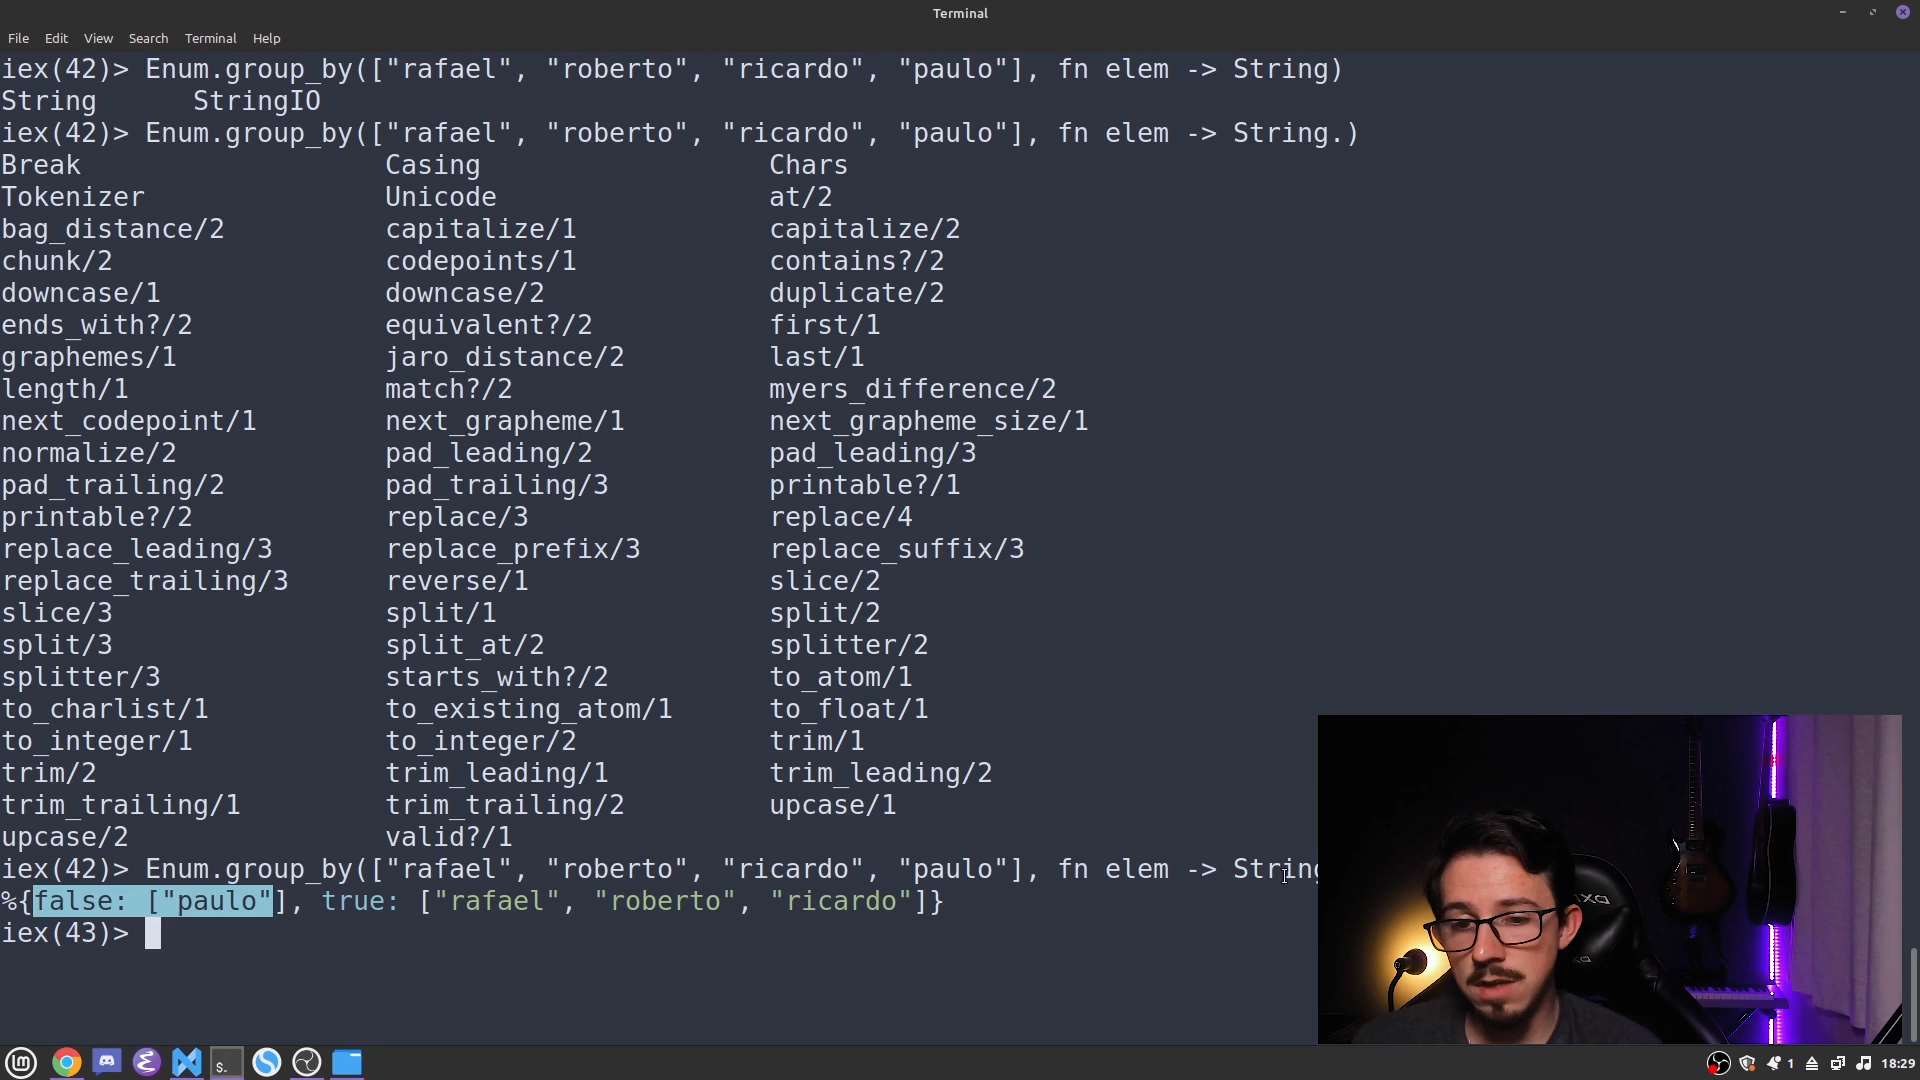 Terminal
File Edit View Search Terminal Help
iex(42)> Enum.group_by(["rafael", "roberto", "ricardo", "paulo"], fn elem -> String)
String StringIO
iex(42)> Enum.group_by(["rafael", "roberto", "ricardo", "paulo"], fn elem -> String.)
Break Casing Chars
Tokenizer Unicode at/2
bag_distance/2 capitalize/1 capitalize/2
chunk/2 codepoints/1 contains?/2
downcase/1 downcase/2 duplicate/2
ends_with?/2 equivalent?/2 first/1
graphemes/1 jaro_distance/2 last/1
length/1 match?/2 myers_difference/2
next_codepoint/1 next_grapheme/1 next_grapheme_size/1
normalize/2 pad_leading/2 pad_leading/3
pad_trailing/2 pad_trailing/3 printable?/1
printable?/2 replace/3 replace/4
replace_leading/3 replace_prefix/3 replace_suffix/3
replace_trailing/3 reverse/1 slice/2
slice/3 split/1 split/2
split/3 split_at/2 splitter/2
splitter/3 starts_with?/2 to_atom/1
to_charlist/1 to_existing_atom/1 to_float/1
to_integer/1 to_integer/2 trim/1
trim/2 trim_leading/1 trim_leading/2
trim_trailing/1 trim_trailing/2 upcase/1
upcase/2 valid?/1
iex(42)> Enum.group_by(["rafael", "roberto", "ricardo", "paulo"], fn elem -> String
%{false: ["paulo"], true: ["rafael", "roberto", "ricardo"]}
iex(43)>
1 18:29